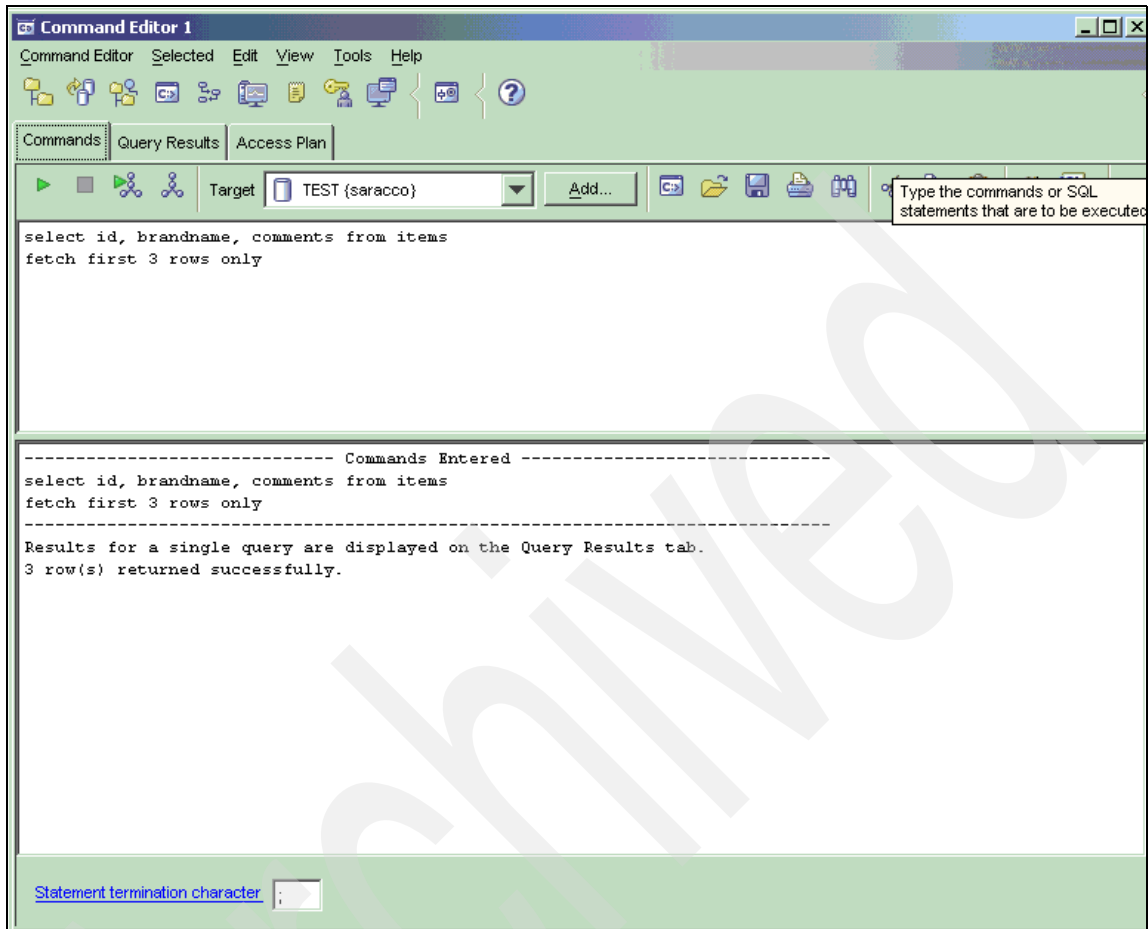 Command Editor 1
Command Editor Selected Edit View Tools Help
Commands Query Results Access Plan
Target TEST {saracco} Add...
Type the commands or SQL
statements that are to be executed
select id, brandname, comments from items
fetch first 3 rows only
------------------------------ Commands Entered ------------------------------
select id, brandname, comments from items
fetch first 3 rows only
------------------------------------------------------------------------------
Results for a single query are displayed on the Query Results tab.
3 row(s) returned successfully.
Statement termination character ;